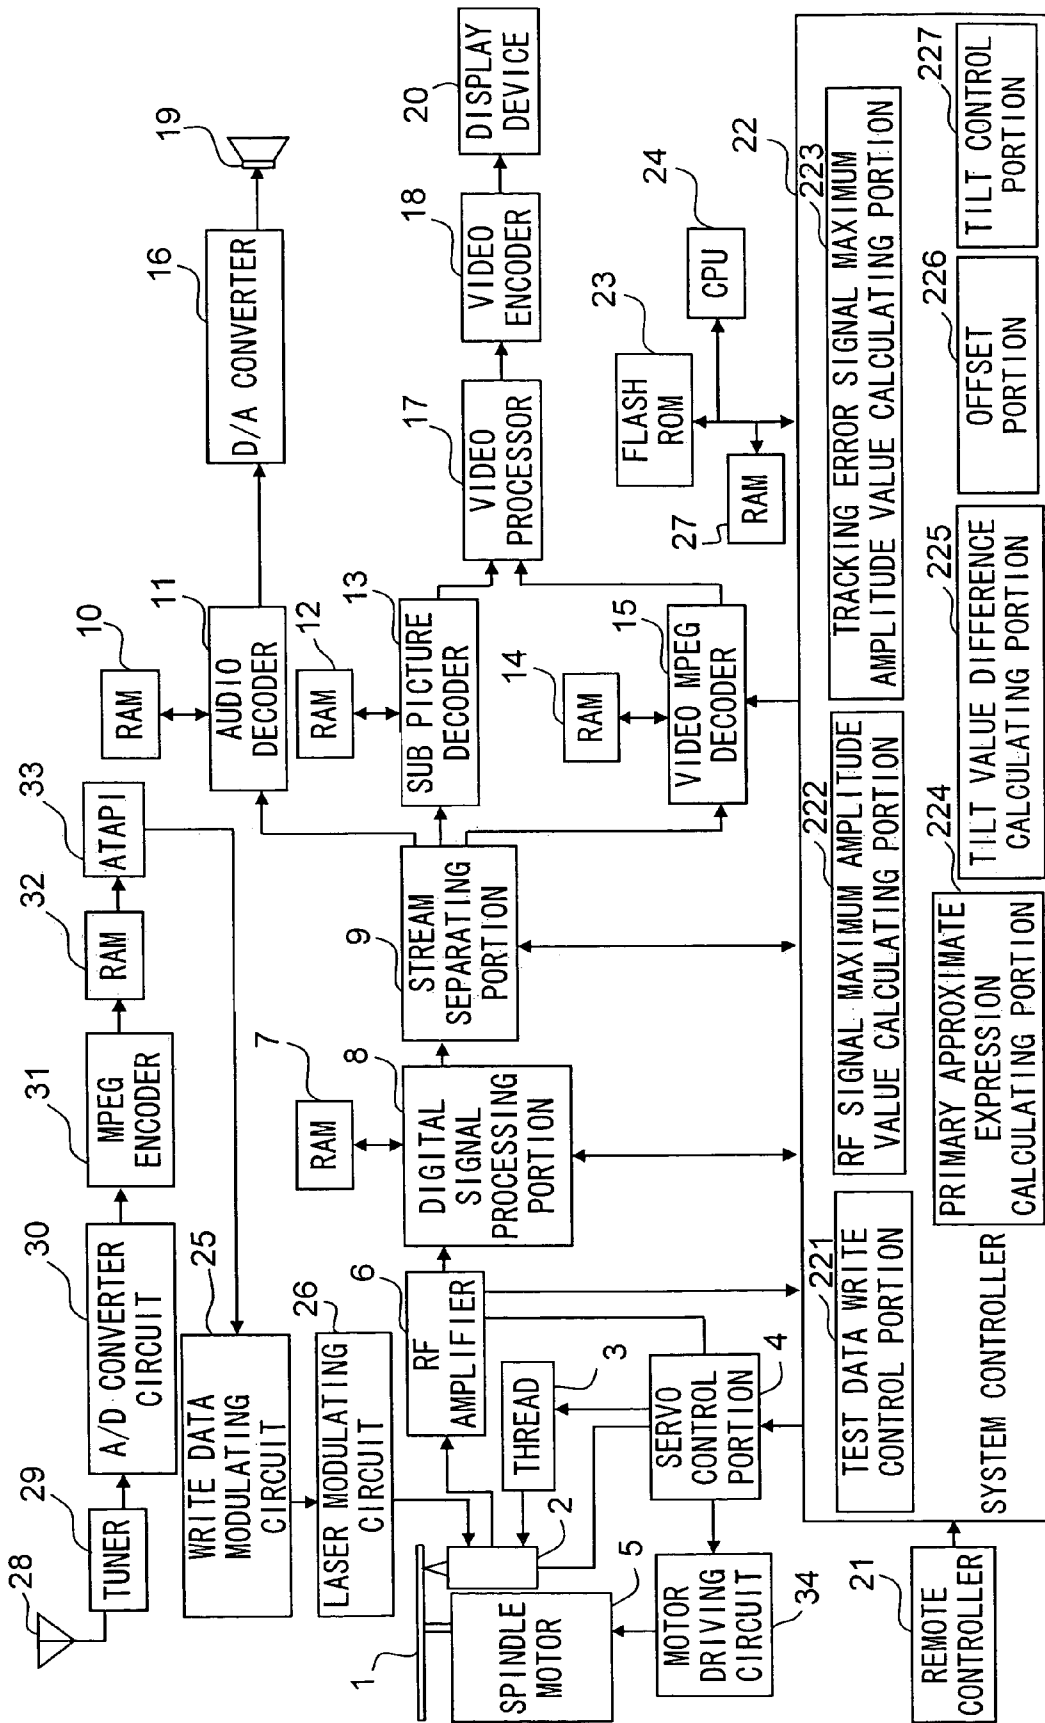 28
29
TUNER
30
A/D CONVERTER
CIRCUIT
31
MPEG
ENCODER
32
RAM
33
ATAPI
25
WRITE DATA
MODULATING
CIRCUIT
26
LASER MODULATING
CIRCUIT
1
2
3
THREAD
5
SPINDLE
MOTOR
34
MOTOR
DRIVING
CIRCUIT
4
SERVO
CONTROL
PORTION
6
RF
AMPLIFIER
7
RAM
8
DIGITAL
SIGNAL
PROCESSING
PORTION
9
STREAM
SEPARATING
PORTION
10
RAM
11
AUDIO
DECODER
12
RAM
13
SUB PICTURE
DECODER
14
RAM
15
VIDEO MPEG
DECODER
16
D/A CONVERTER
19
17
VIDEO
PROCESSOR
18
VIDEO
ENCODER
20
DISPLAY
DEVICE
23
FLASH
ROM
24
CPU
27
RAM
22
21
REMOTE
CONTROLLER
SYSTEM CONTROLLER
221
TEST DATA WRITE
CONTROL PORTION
222
RF SIGNAL MAXIMUM AMPLITUDE
VALUE CALCULATING PORTION
223
TRACKING ERROR SIGNAL MAXIMUM
AMPLITUDE VALUE CALCULATING PORTION
224
PRIMARY APPROXIMATE
EXPRESSION
CALCULATING PORTION
225
TILT VALUE DIFFERENCE
CALCULATING PORTION
226
OFFSET
PORTION
227
TILT CONTROL
PORTION